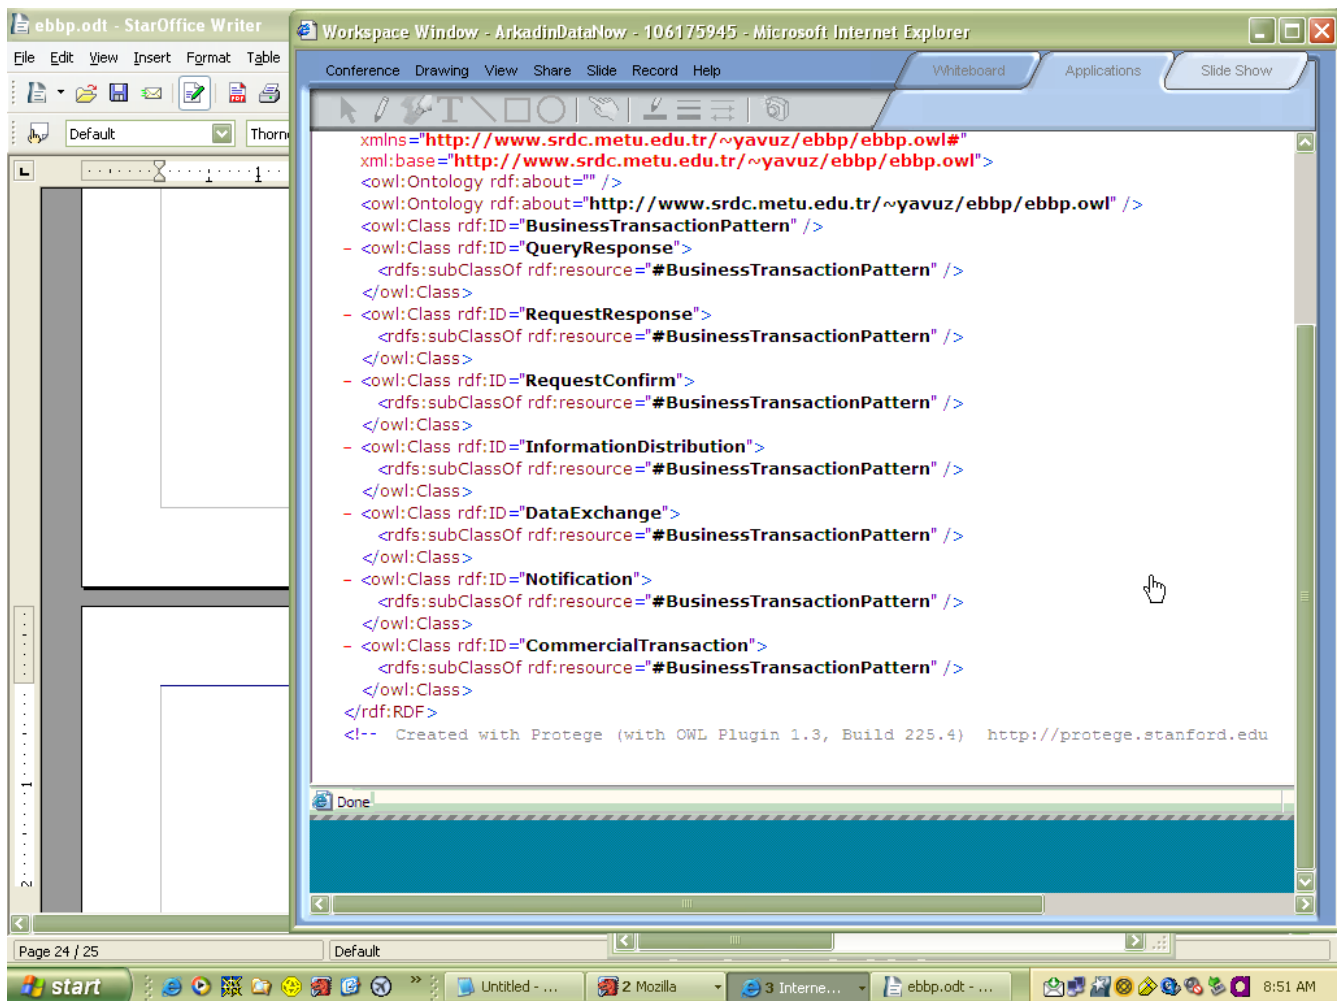 ebbp.odt - StarOffice Writer
File Edit View Insert Format Table
Default
Thorn
Page 24 / 25
Default
Workspace Window - ArkadinDataNow - 106175945 - Microsoft Internet Explorer
Conference Drawing View Share Slide Record Help
Whiteboard
Applications
Slide Show
xmlns="http://www.srdc.metu.edu.tr/~yavuz/ebbp/ebbp.owl#"
xml:base="http://www.srdc.metu.edu.tr/~yavuz/ebbp/ebbp.owl">
<owl:Ontology rdf:about="" />
<owl:Ontology rdf:about="http://www.srdc.metu.edu.tr/~yavuz/ebbp/ebbp.owl" />
<owl:Class rdf:ID="BusinessTransactionPattern" />
- <owl:Class rdf:ID="QueryResponse">
<rdfs:subClassOf rdf:resource="#BusinessTransactionPattern" />
</owl:Class>
- <owl:Class rdf:ID="RequestResponse">
<rdfs:subClassOf rdf:resource="#BusinessTransactionPattern" />
</owl:Class>
- <owl:Class rdf:ID="RequestConfirm">
<rdfs:subClassOf rdf:resource="#BusinessTransactionPattern" />
</owl:Class>
- <owl:Class rdf:ID="InformationDistribution">
<rdfs:subClassOf rdf:resource="#BusinessTransactionPattern" />
</owl:Class>
- <owl:Class rdf:ID="DataExchange">
<rdfs:subClassOf rdf:resource="#BusinessTransactionPattern" />
</owl:Class>
- <owl:Class rdf:ID="Notification">
<rdfs:subClassOf rdf:resource="#BusinessTransactionPattern" />
</owl:Class>
- <owl:Class rdf:ID="CommercialTransaction">
<rdfs:subClassOf rdf:resource="#BusinessTransactionPattern" />
</owl:Class>
</rdf:RDF>
<!-- Created with Protege (with OWL Plugin 1.3, Build 225.4) http://protege.stanford.edu
Done
start
Untitled - ...
2 Mozilla
3 Interne...
ebbp.odt - ...
8:51 AM